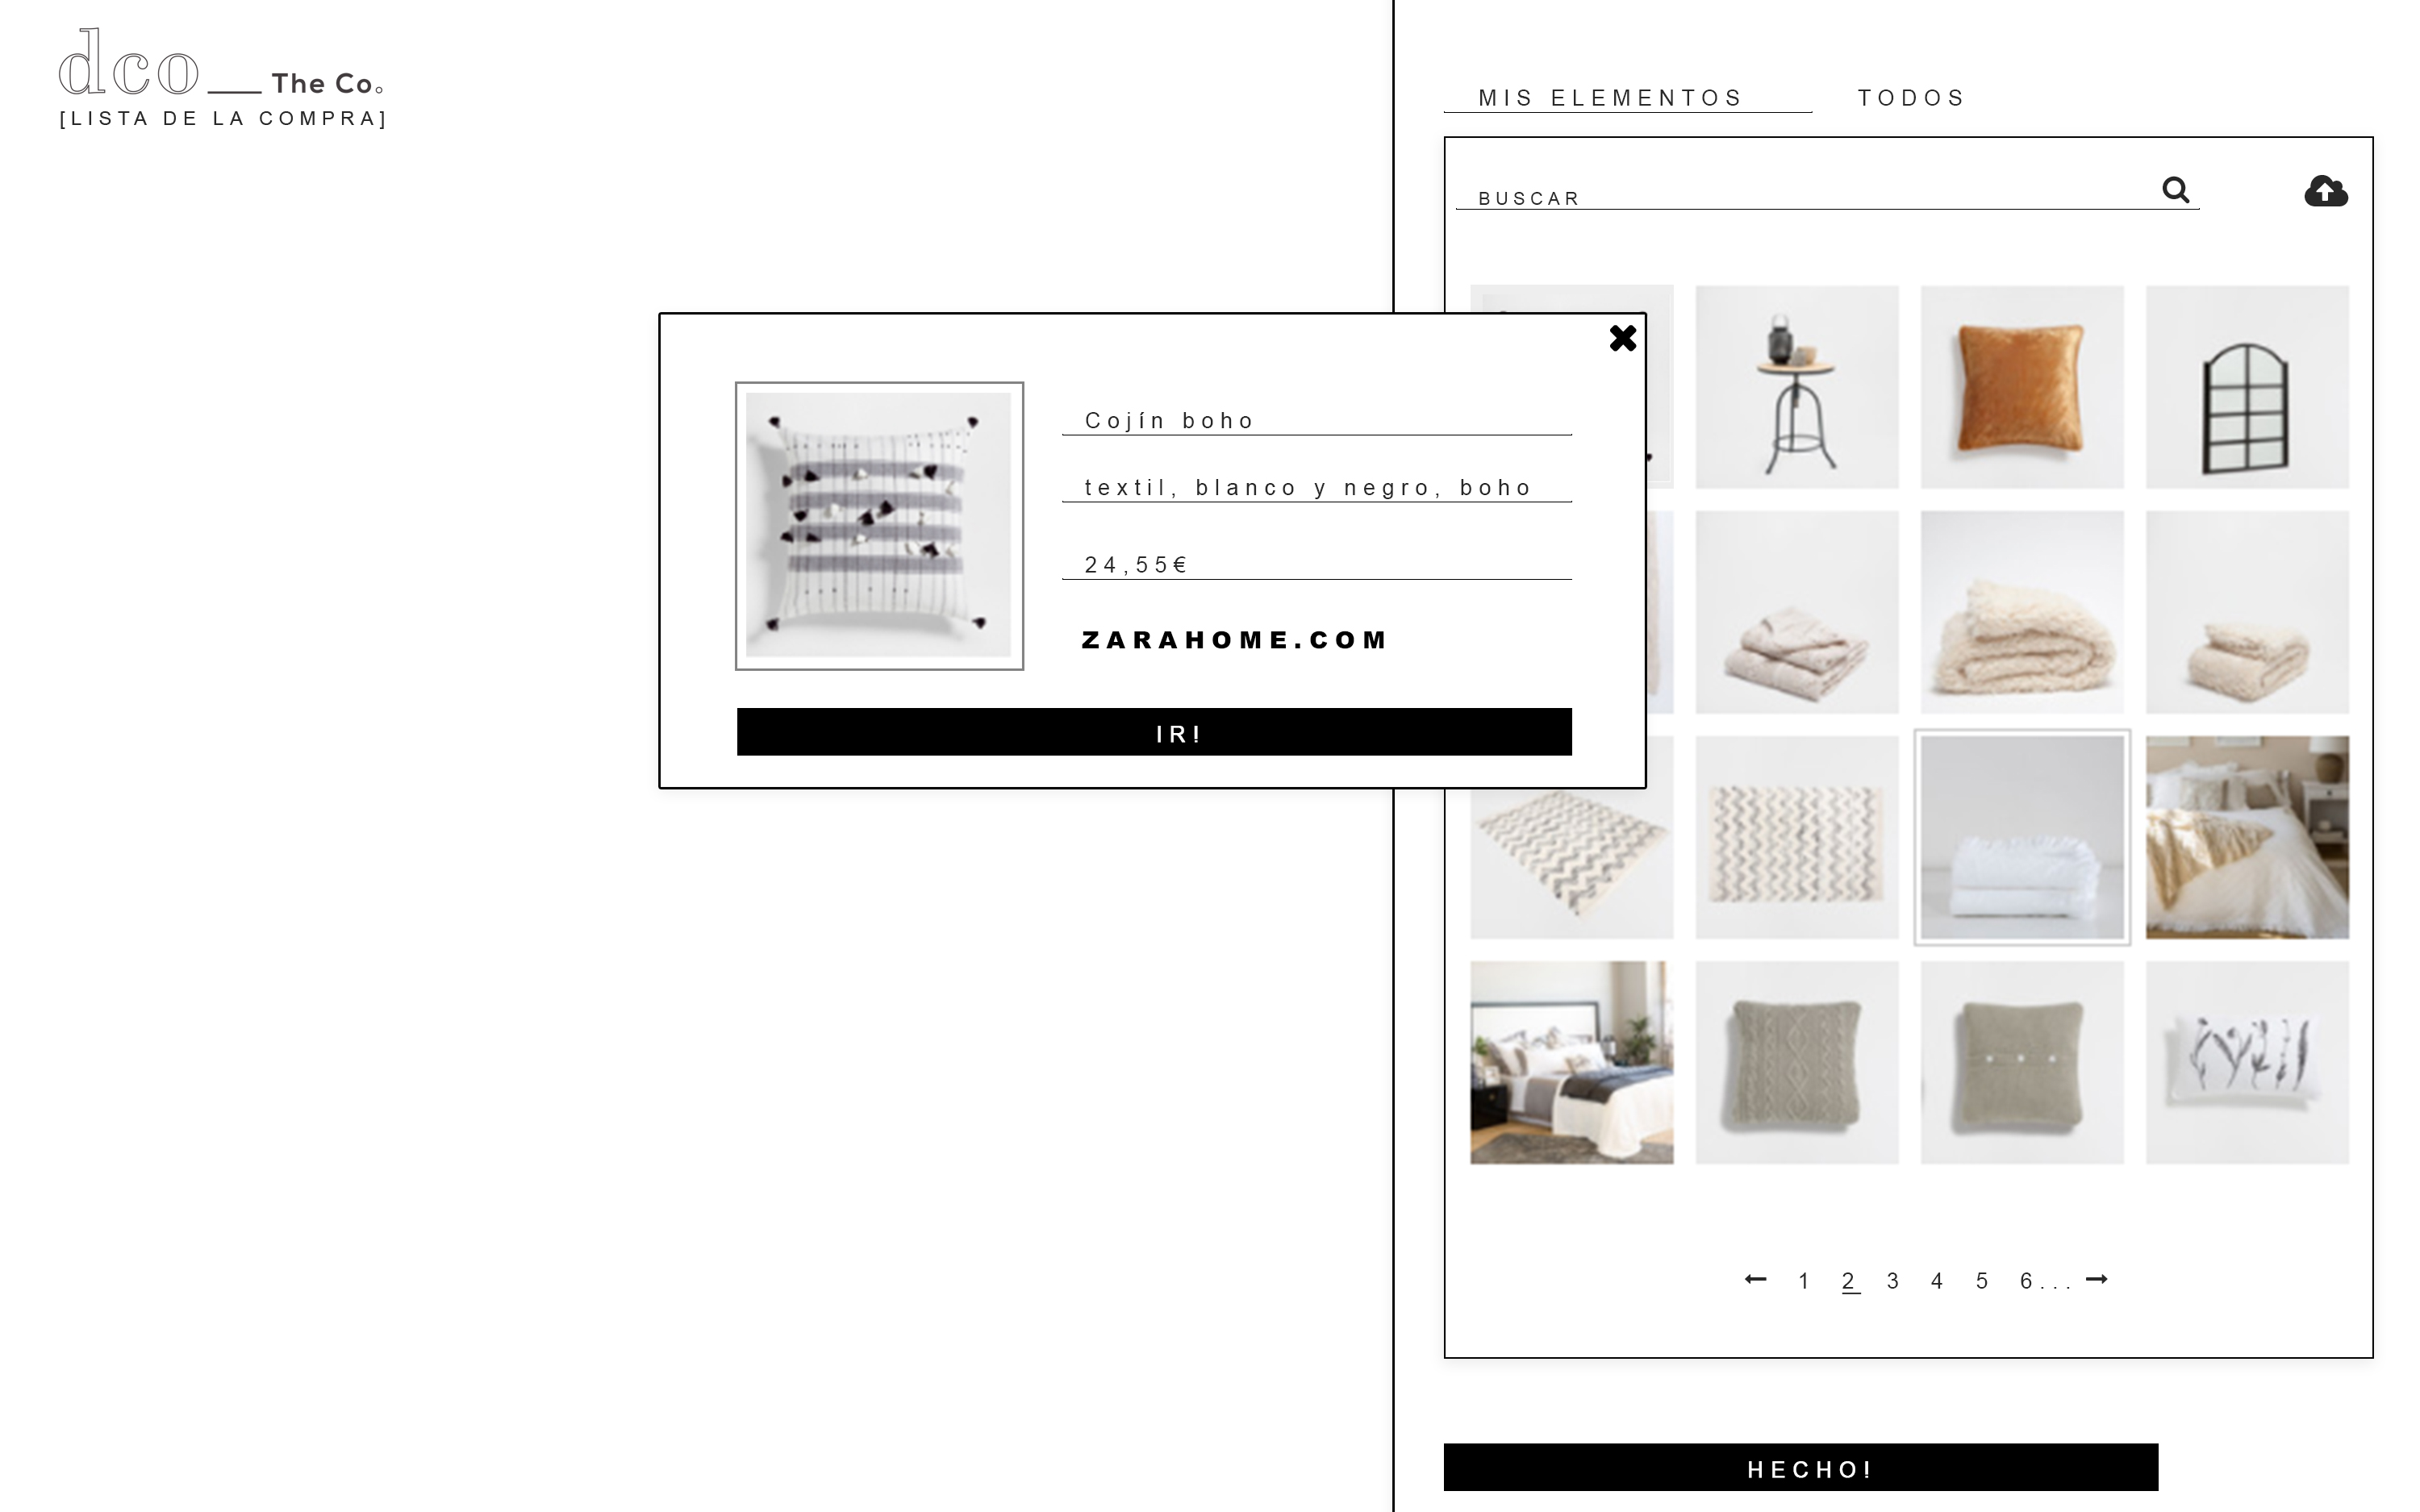 dco __ The Co.
[LISTA DE LA COMPRA]
MIS ELEMENTOS TODOS
BUSCAR
Cojín boho
textil, blanco y negro, boho
24,55€
ZARAHOME.COM
IR!
1 2 3 4 5 6...
HECHO!